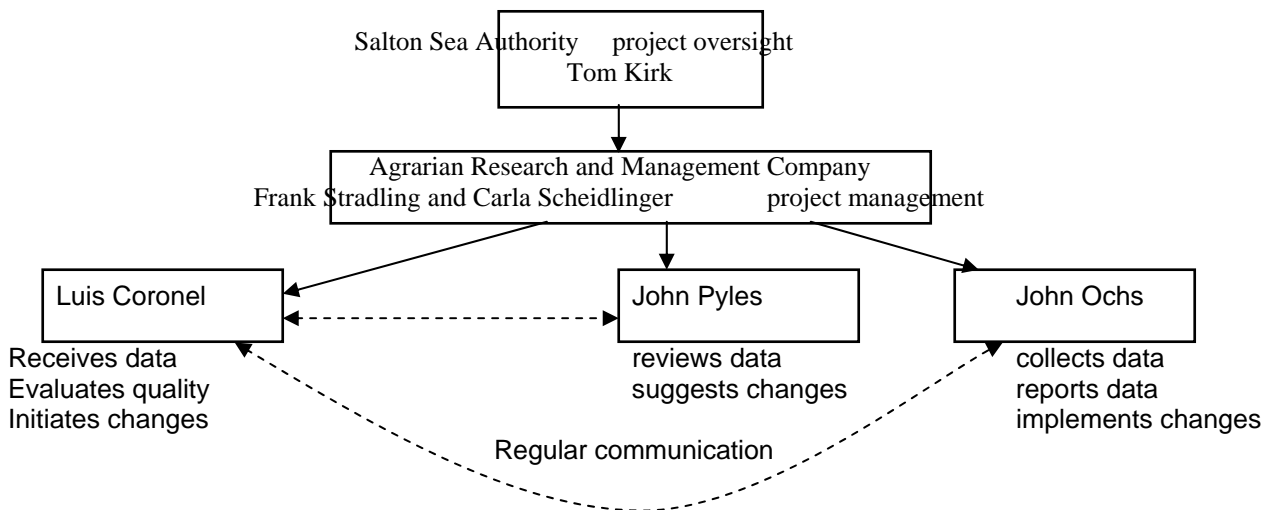 Salton Sea Authority project oversight
Tom Kirk
Agrarian Research and Management Company
Frank Stradling and Carla Scheidlinger project management
Luis Coronel
John Pyles
John Ochs
Receives data
Evaluates quality
Initiates changes
reviews data
suggests changes
collects data
reports data
implements changes
Regular communication